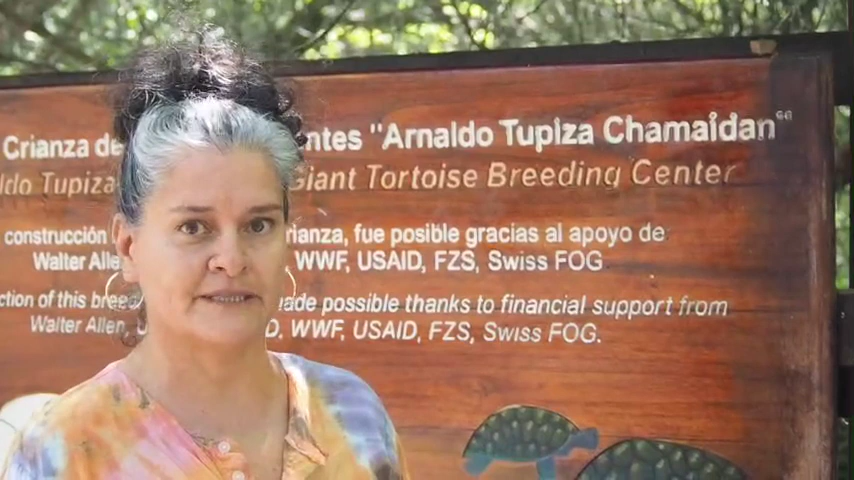 Crianza de ntes "Arnaldo Tupiza Chamaidan"
ldo Tupiza Giant Tortoise Breeding Center
construcción ianza, fue posible gracias al apoyo de:
Walter Alle WWF, USAID, FZS, Swiss FOG.
ction of this bree ade possible thanks to financial support from
Walter Allen, WWF, USAID, FZS, Swiss FOG.